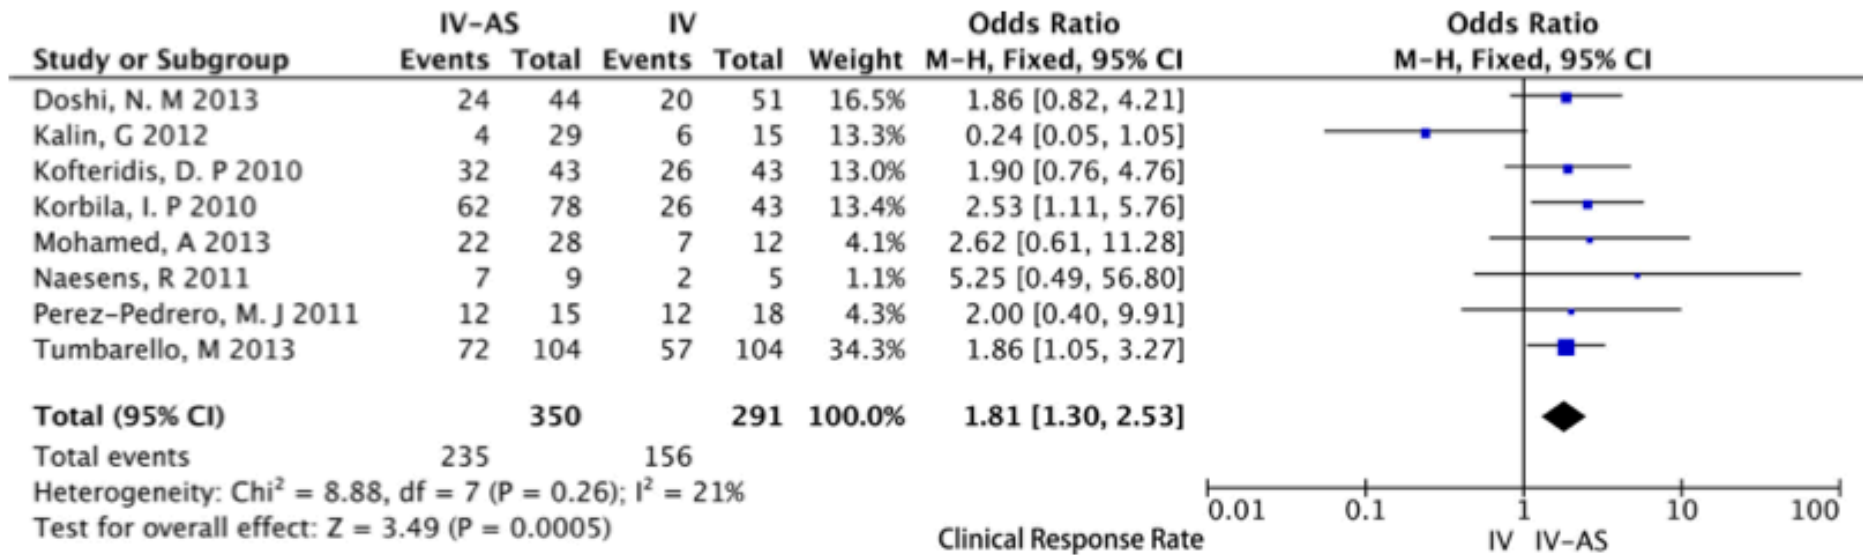 IV-AS IV Odds Ratio Odds Ratio
Study or Subgroup Events Total Events Total Weight M-H, Fixed, 95% CI M-H, Fixed, 95% CI
Doshi, N. M 2013 24 44 20 51 16.5% 1.86 [0.82, 4.21]
Kalin, G 2012 4 29 6 15 13.3% 0.24 [0.05, 1.05]
Kofteridis, D. P 2010 32 43 26 43 13.0% 1.90 [0.76, 4.76]
Korbila, I. P 2010 62 78 26 43 13.4% 2.53 [1.11, 5.76]
Mohamed, A 2013 22 28 7 12 4.1% 2.62 [0.61, 11.28]
Naesens, R 2011 7 9 2 5 1.1% 5.25 [0.49, 56.80]
Perez-Pedrero, M. J 2011 12 15 12 18 4.3% 2.00 [0.40, 9.91]
Tumbarello, M 2013 72 104 57 104 34.3% 1.86 [1.05, 3.27]
Total (95% CI) 350 291 100.0% 1.81 [1.30, 2.53]
Total events 235 156
Heterogeneity: Chi² = 8.88, df = 7 (P = 0.26); I² = 21%
Test for overall effect: Z = 3.49 (P = 0.0005)
0.01 0.1 1 10 100
Clinical Response Rate IV IV-AS